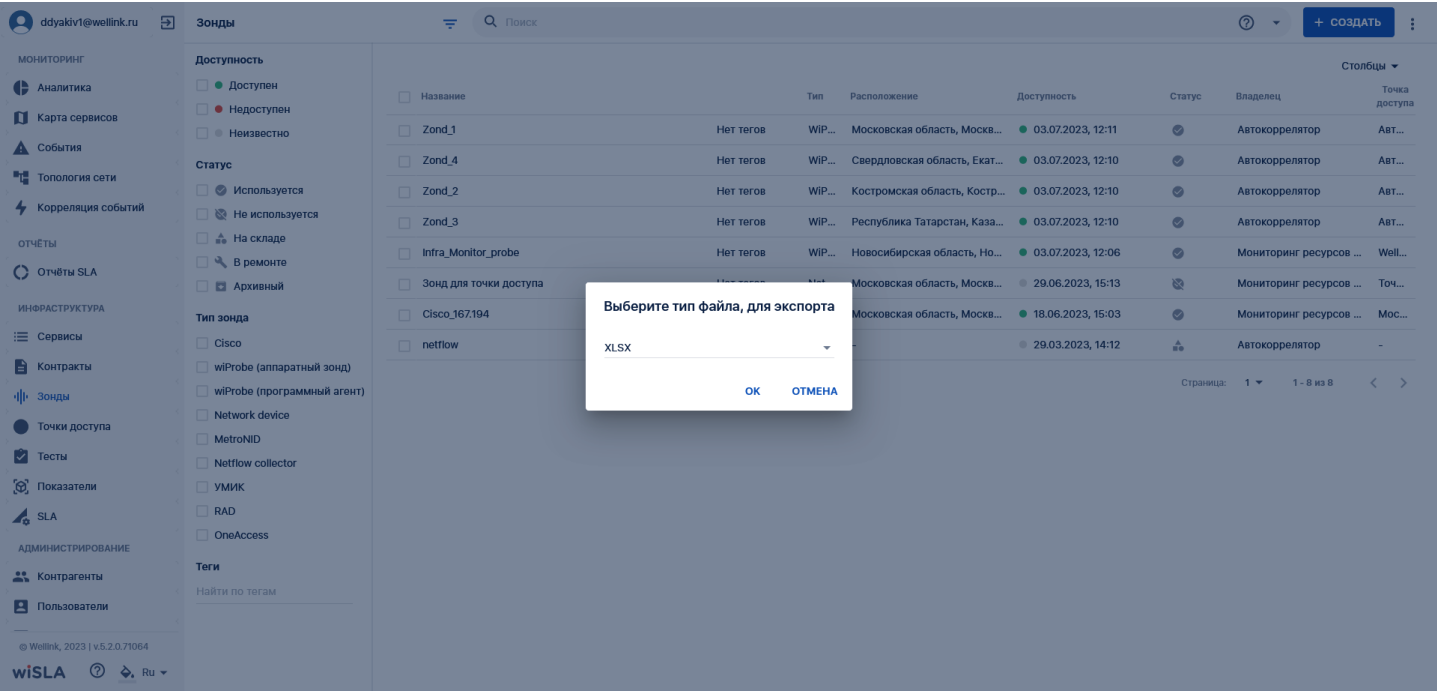 ddyakiv1@wellink.ru
МОНИТОРИНГ
Аналитика
Карта сервисов
События
Топология сети
Корреляция событий
ОТЧЁТЫ
Отчёты SLA
ИНФРАСТРУКТУРА
Сервисы
Контракты
Зонды
Точки доступа
Тесты
Показатели
SLA
АДМИНИСТРИРОВАНИЕ
Контрагенты
Пользователи
© Wellink, 2023 | v.5.2.0.71064
wiSLA Ru
Зонды
Поиск
+ СОЗДАТЬ
Доступность
Доступен
Недоступен
Неизвестно
Статус
Используется
Не используется
На складе
В ремонте
Архивный
Тип зонда
Cisco
wiProbe (аппаратный зонд)
wiProbe (программный агент)
Network device
MetroNID
Netflow collector
УМИК
RAD
OneAccess
Теги
Найти по тегам
Столбцы
Название Тип Расположение Доступность Статус Владелец Точка доступа
Zond_1 Нет тегов WiP... Московская область, Москв... 03.07.2023, 12:11 Автокоррелятор Авт...
Zond_4 Нет тегов WiP... Свердловская область, Екат... 03.07.2023, 12:10 Автокоррелятор Авт...
Zond_2 Нет тегов WiP... Костромская область, Костр... 03.07.2023, 12:10 Автокоррелятор Авт...
Zond_3 Нет тегов WiP... Республика Татарстан, Каза... 03.07.2023, 12:10 Автокоррелятор Авт...
Infra_Monitor_probe Нет тегов WiP... Новосибирская область, Но... 03.07.2023, 12:06 Мониторинг ресурсов ... Well...
Зонд для точки доступа Московская область, Москв... 29.06.2023, 15:13 Мониторинг ресурсов ... Точ...
Cisco_167.194 Московская область, Москв... 18.06.2023, 15:03 Мониторинг ресурсов ... Мос...
netflow - 29.03.2023, 14:12 Автокоррелятор -
Страница: 1 1 - 8 из 8
Выберите тип файла, для экспорта
XLSX
ОК ОТМЕНА